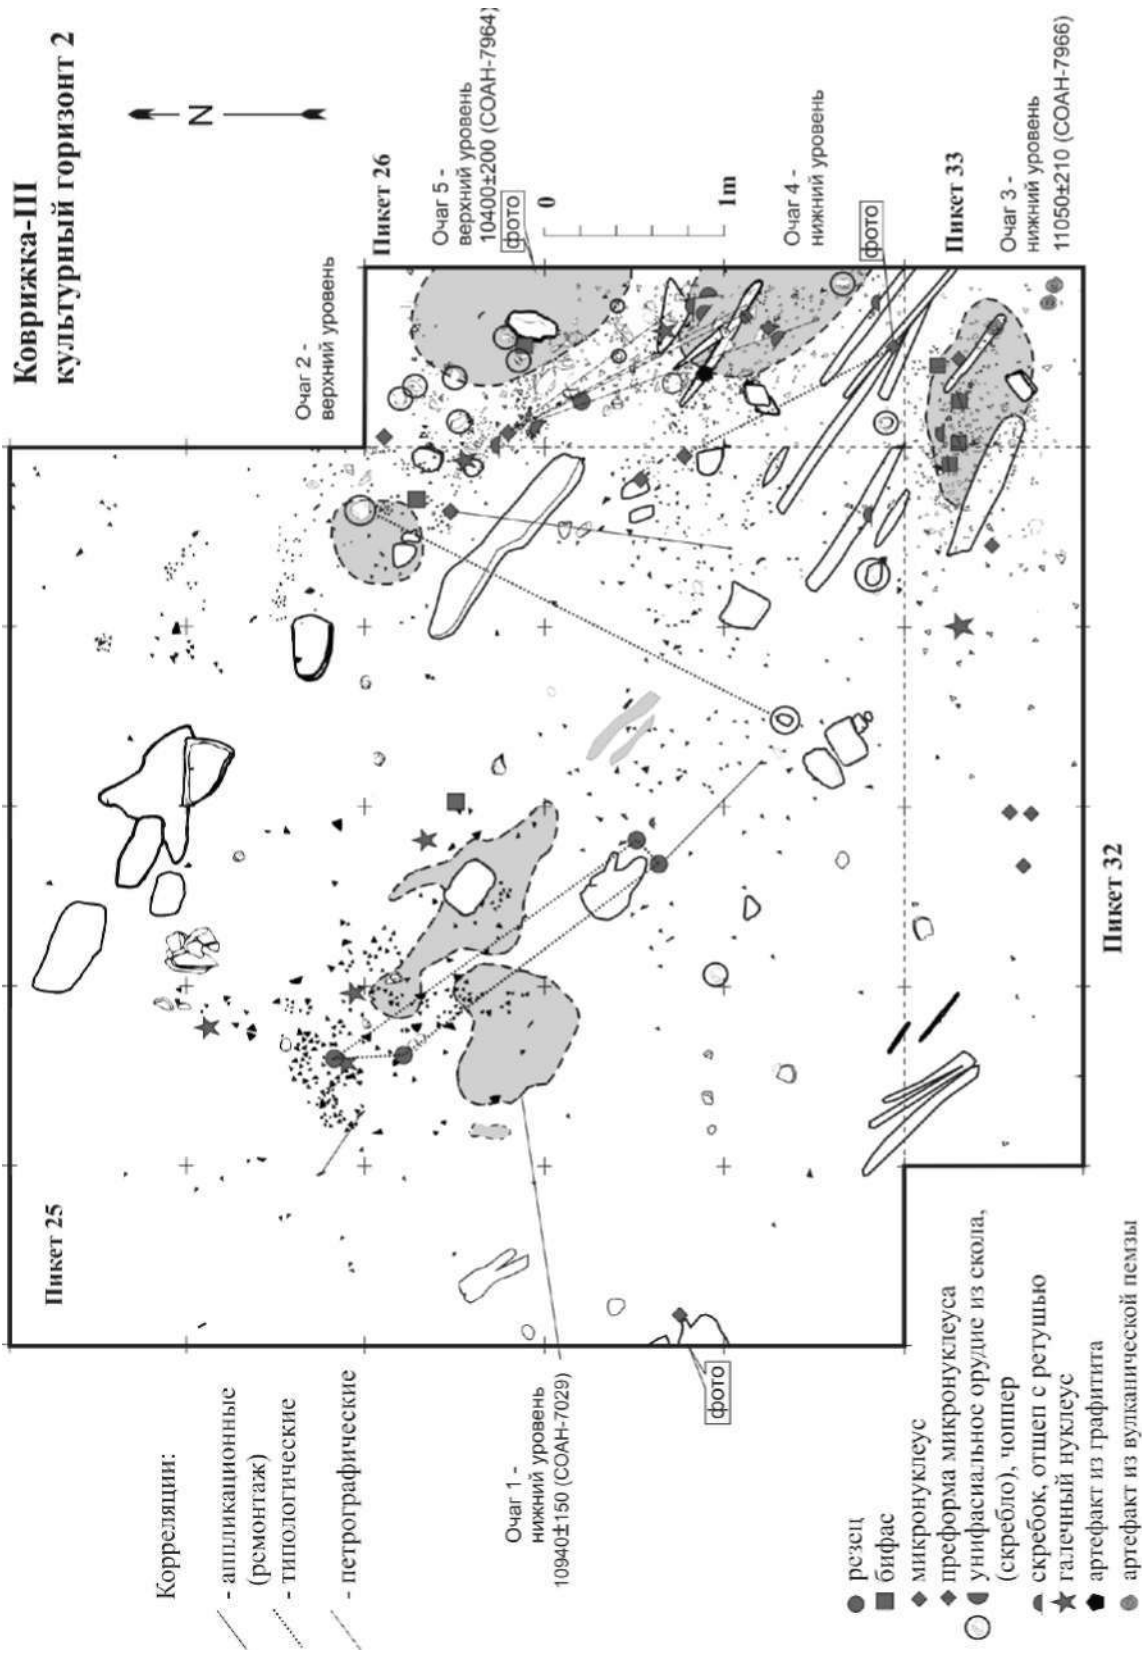 Коврижка-III
культурный горизонт 2
N
Пикет 25
Очаг 2 -
верхний уровень
Пикет 26
Очаг 5 -
верхний уровень
10400±200 (СОАН-7964)
фото
0
1m
Очаг 4 -
нижний уровень
фото
Пикет 33
Очаг 3 -
нижний уровень
11050±210 (СОАН-7966)
Пикет 32
Корреляции:
- аппликационные
(ремонтаж)
- типологические
- петрографические
Очаг 1 -
нижний уровень
10940±150 (СОАН-7029)
фото
резец
бифас
микронуклеус
преформа микронуклеуса
унифасиальное орудие из скола,
(скребло), чоппер
скребок, отщеп с ретушью
галечный нуклеус
артефакт из графитита
артефакт из вулканической пемзы